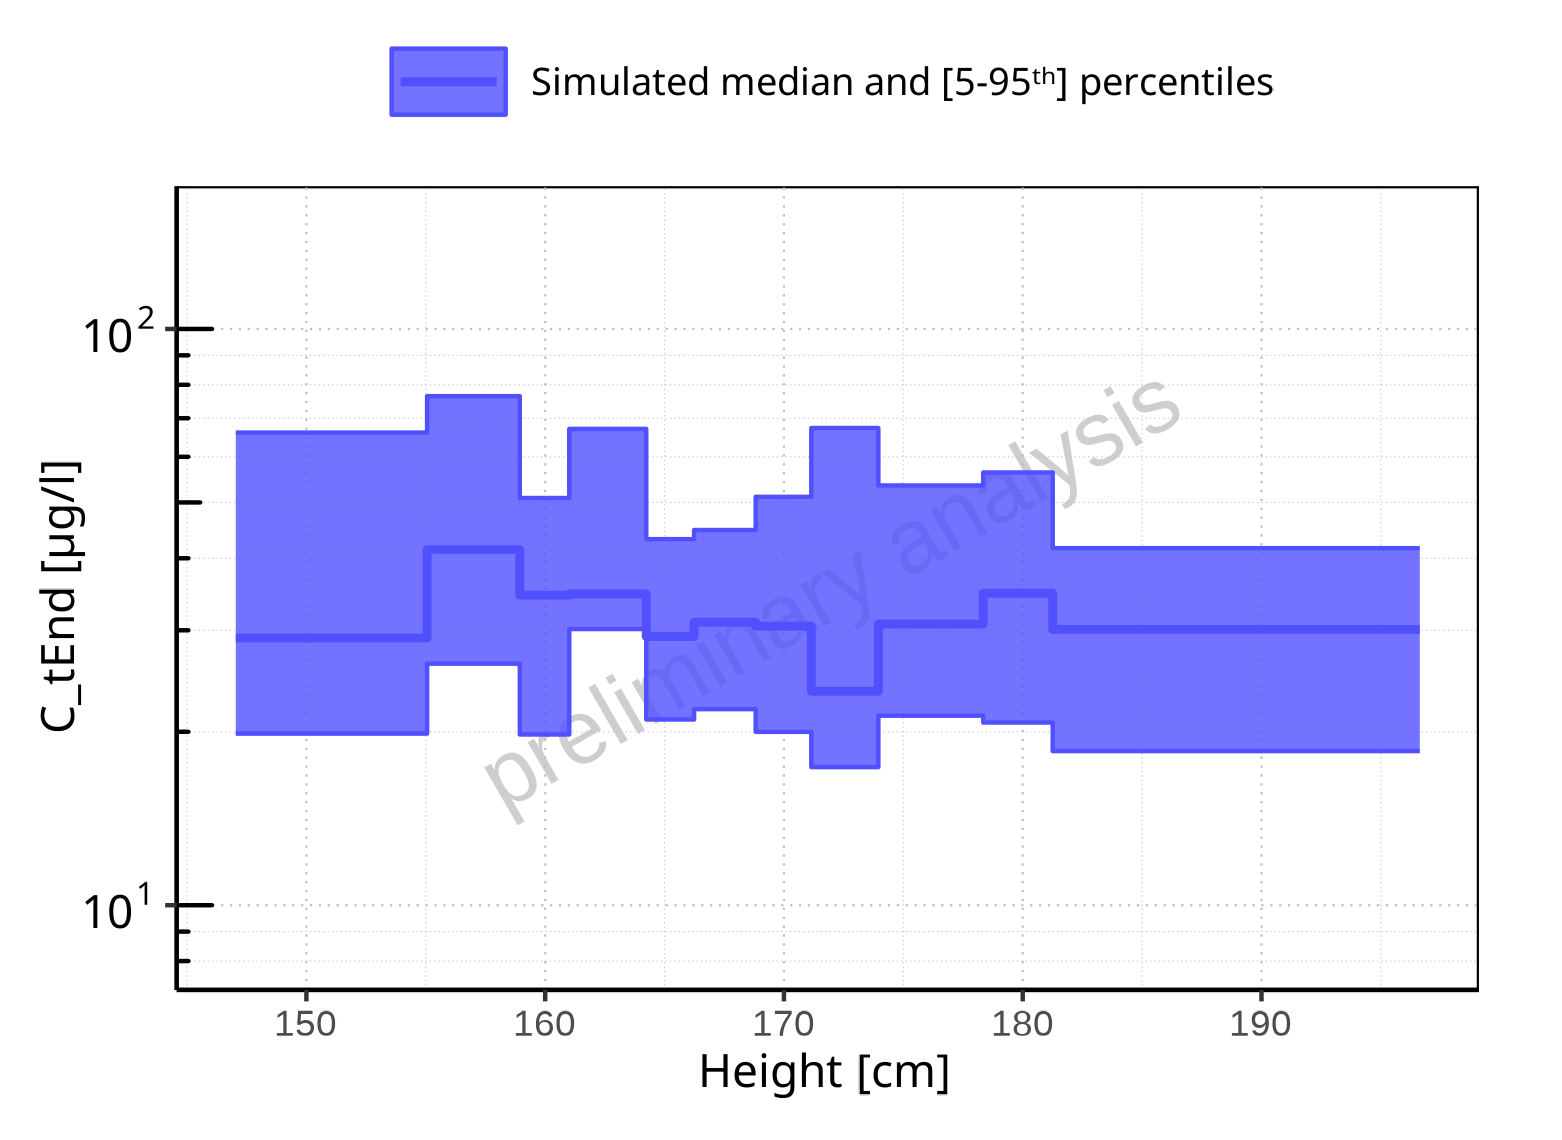 Simulated median and [5-95ᵗʰ] percentiles
10²
10¹
C_tEnd [µg/l]
preliminary analysis
150 160 170 180 190
Height [cm]